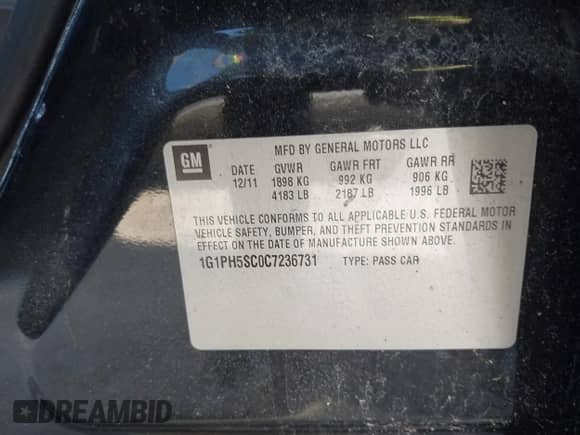 GM
MFD BY GENERAL MOTORS LLC
DATE GVWR GAWR FRT GAWR RR
12/11 1898 KG 992 KG 906 KG
4183 LB 2187 LB 1996 LB
THIS VEHICLE CONFORMS TO ALL APPLICABLE U.S. FEDERAL MOTOR
VEHICLE SAFETY, BUMPER, AND THEFT PREVENTION STANDARDS IN
EFFECT ON THE DATE OF MANUFACTURE SHOWN ABOVE.
1G1PH5SC0C7236731 TYPE: PASS CAR
DREAMBID